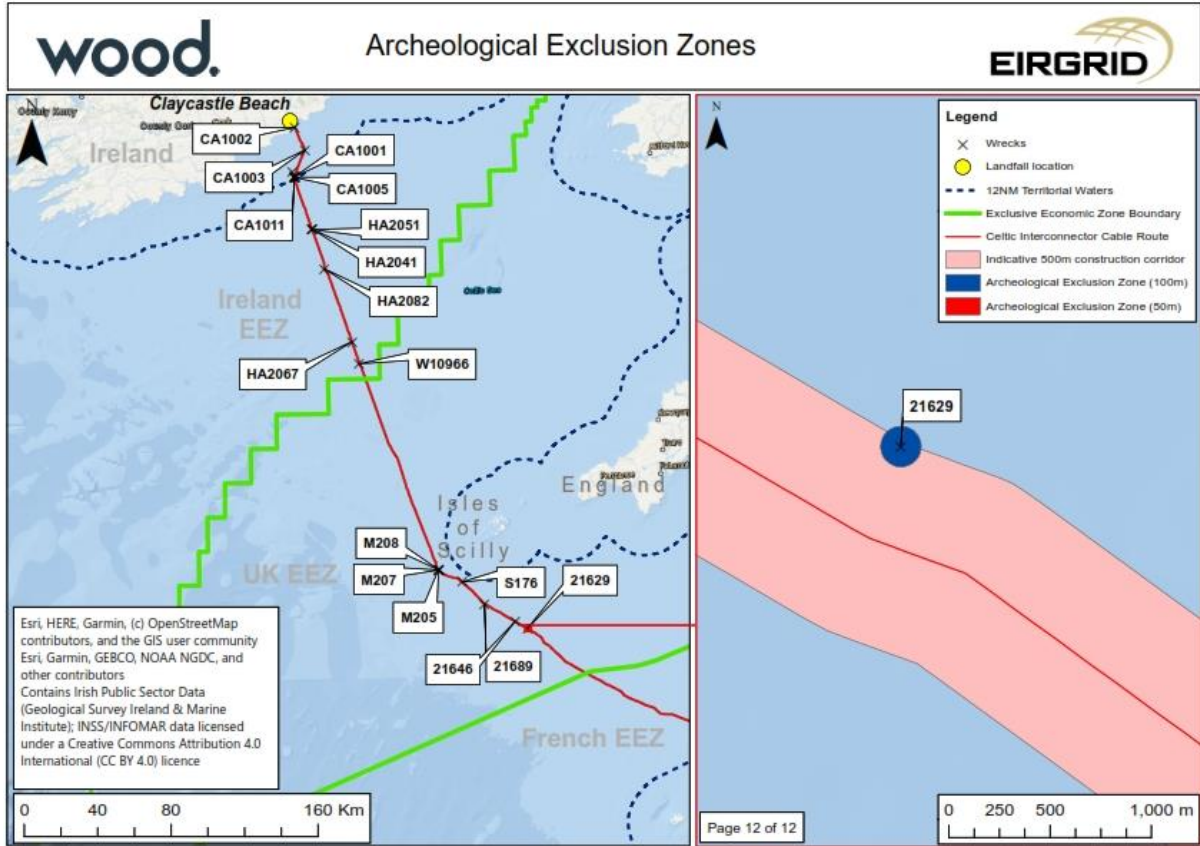 wood.
Archeological Exclusion Zones
EIRGRID
N
Claycastle Beach
County Kerry
Ireland
CA1002
CA1001
CA1003
CA1005
CA1011
HA2051
HA2041
HA2082
Ireland
EEZ
Celtic Sea
HA2067
W10966
England
Isles
of
Scilly
M208
M207
M205
UK EEZ
S176
21629
21646
21689
French EEZ
Esri, HERE, Garmin, (c) OpenStreetMap
contributors, and the GIS user community
Esri, Garmin, GEBCO, NOAA NGDC, and
other contributors
Contains Irish Public Sector Data
(Geological Survey Ireland & Marine
Institute); INSS/INFOMAR data licensed
under a Creative Commons Attribution 4.0
International (CC BY 4.0) licence
0 40 80 160 Km
N
Legend
Wrecks
Landfall location
12NM Territorial Waters
Exclusive Economic Zone Boundary
Celtic Interconnector Cable Route
Indicative 500m construction corridor
Archeological Exclusion Zone (100m)
Archeological Exclusion Zone (50m)
21629
Page 12 of 12
0 250 500 1,000 m